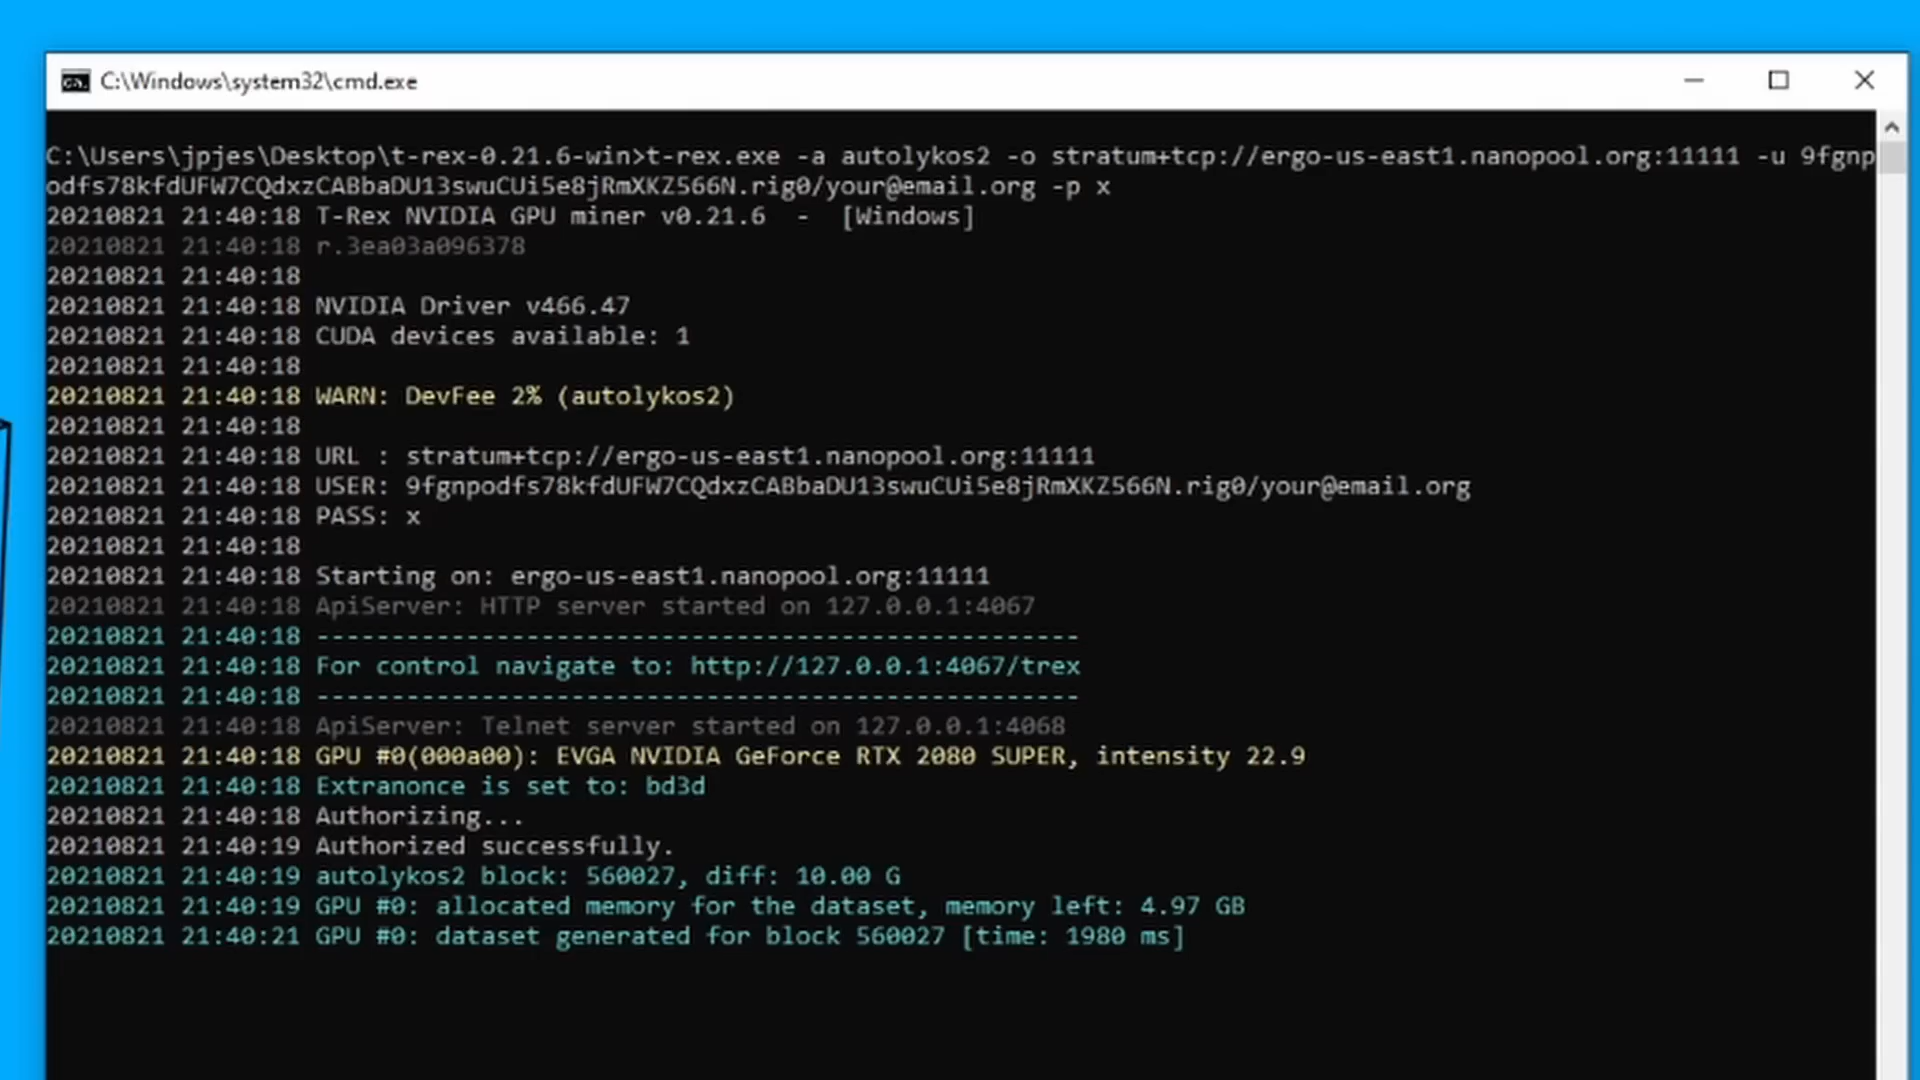 C:\Windows\system32\cmd.exe
C:\Users\jpjes\Desktop\t-rex-0.21.6-win>t-rex.exe -a autolykos2 -o stratum+tcp://ergo-us-east1.nanopool.org:11111 -u 9fgnp
odfs78kfdUFW7CQdxzCABbaDU13swuCUi5e8jRmXKZ566N.rig0/your@email.org -p x
20210821 21:40:18 T-Rex NVIDIA GPU miner v0.21.6 - [Windows]
20210821 21:40:18 r.3ea03a096378
20210821 21:40:18
20210821 21:40:18 NVIDIA Driver v466.47
20210821 21:40:18 CUDA devices available: 1
20210821 21:40:18
20210821 21:40:18 WARN: DevFee 2% (autolykos2)
20210821 21:40:18
20210821 21:40:18 URL : stratum+tcp://ergo-us-east1.nanopool.org:11111
20210821 21:40:18 USER: 9fgnpodfs78kfdUFW7CQdxzCABbaDU13swuCUi5e8jRmXKZ566N.rig0/your@email.org
20210821 21:40:18 PASS: x
20210821 21:40:18
20210821 21:40:18 Starting on: ergo-us-east1.nanopool.org:11111
20210821 21:40:18 ApiServer: HTTP server started on 127.0.0.1:4067
20210821 21:40:18 ---------------------------------------------------
20210821 21:40:18 For control navigate to: http://127.0.0.1:4067/trex
20210821 21:40:18 ---------------------------------------------------
20210821 21:40:18 ApiServer: Telnet server started on 127.0.0.1:4068
20210821 21:40:18 GPU #0(000a00): EVGA NVIDIA GeForce RTX 2080 SUPER, intensity 22.9
20210821 21:40:18 Extranonce is set to: bd3d
20210821 21:40:18 Authorizing...
20210821 21:40:19 Authorized successfully.
20210821 21:40:19 autolykos2 block: 560027, diff: 10.00 G
20210821 21:40:19 GPU #0: allocated memory for the dataset, memory left: 4.97 GB
20210821 21:40:21 GPU #0: dataset generated for block 560027 [time: 1980 ms]